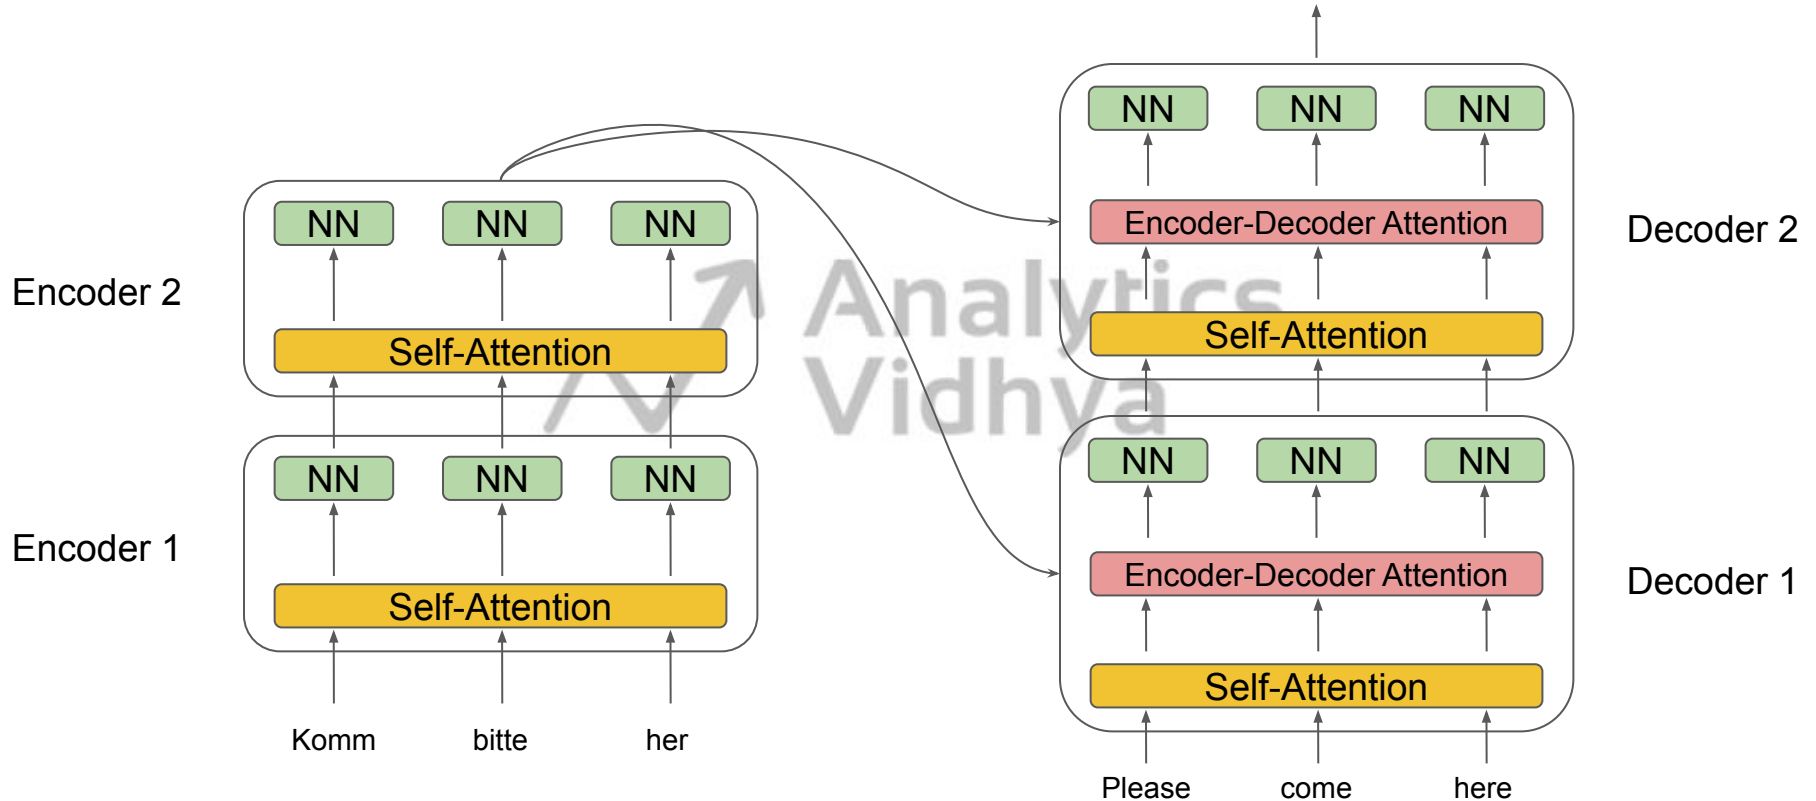 NN NN NN
Encoder-Decoder Attention
Decoder 2
Self-Attention
NN NN NN
Encoder 2
Self-Attention
Analytics
Vidhya
NN NN NN
Encoder 1
Self-Attention
NN NN NN
Encoder-Decoder Attention
Decoder 1
Self-Attention
Komm bitte her
Please come here